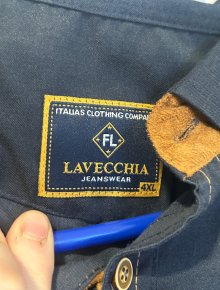 ITALIAS CLOTHING COMPANY
FL
LAVECCHIA
JEANSWEAR
4XL